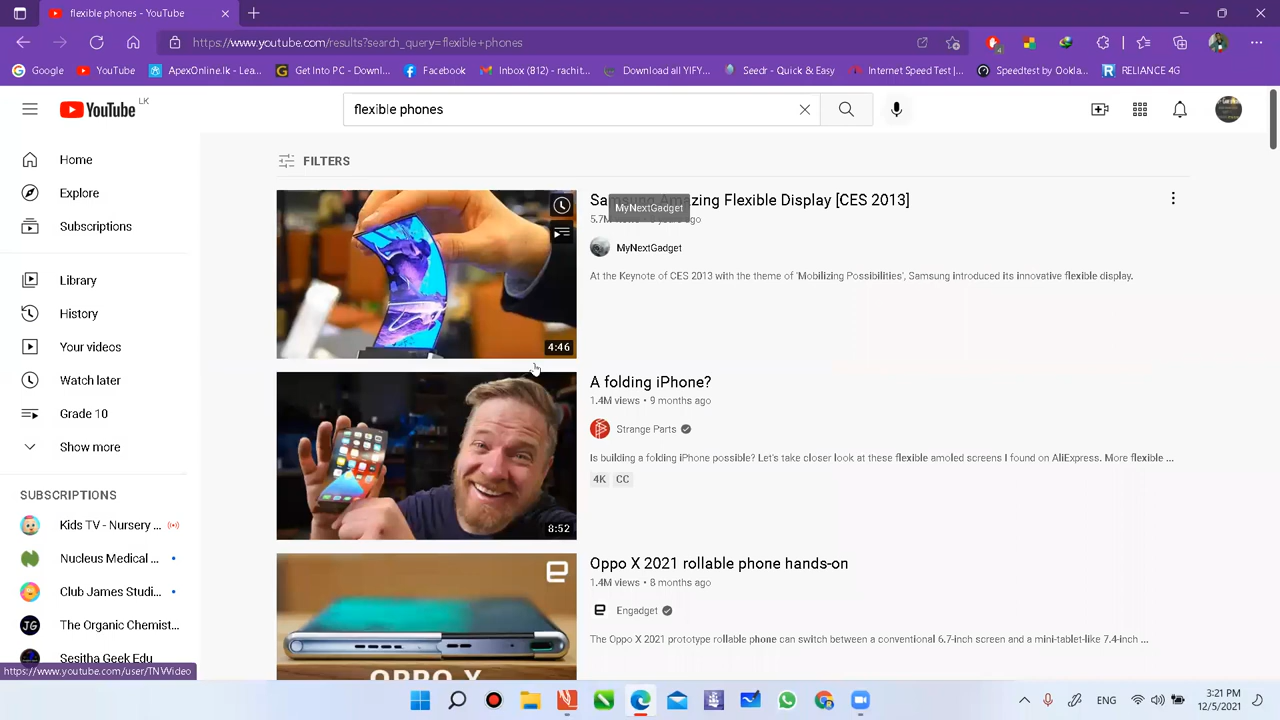 flexible phones - YouTube
https://www.youtube.com/results?search_query=flexible+phones
Google YouTube ApexOnline.lk - Lea... Get Into PC - Downl... Facebook Inbox (812) - rachit... Download all YIFY... Seedr - Quick & Easy Internet Speed Test |... Speedtest by Ookla... RELIANCE 4G
YouTube LK
flexible phones
Home
Explore
Subscriptions
Library
History
Your videos
Watch later
Grade 10
Show more
SUBSCRIPTIONS
Kids TV - Nursery ...
Nucleus Medical ...
Club James Studi...
JG The Organic Chemist...
Sesitha Geek Edu
https://www.youtube.com/user/TNVVideo
FILTERS
4:46
Amazing Flexible Display [CES 2013]
MyNextGadget
MyNextGadget
At the Keynote of CES 2013 with the theme of 'Mobilizing Possibilities', Samsung introduced its innovative flexible display.
8:52
A folding iPhone?
1.4M views • 9 months ago
Strange Parts
Is building a folding iPhone possible? Let's take closer look at these flexible amoled screens I found on AliExpress. More flexible ...
4K CC
OPPO X
Oppo X 2021 rollable phone hands-on
1.4M views • 8 months ago
Engadget
The Oppo X 2021 prototype rollable phone can switch between a conventional 6.7-inch screen and a mini-tablet-like 7.4-inch ...
ENG
3:21 PM
12/5/2021